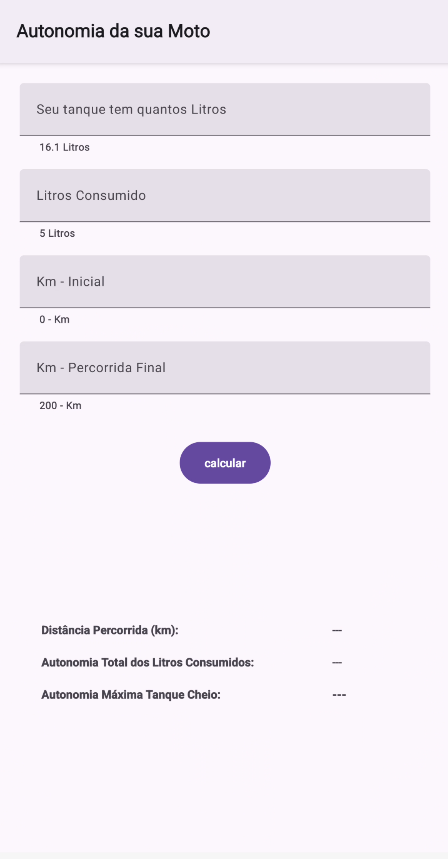 Autonomia da sua Moto
Seu tanque tem quantos Litros
16.1 Litros
Litros Consumido
5 Litros
Km - Inicial
0 - Km
Km - Percorrida Final
200 - Km
calcular
Distância Percorrida (km): ---
Autonomia Total dos Litros Consumidos: ---
Autonomia Máxima Tanque Cheio: ---